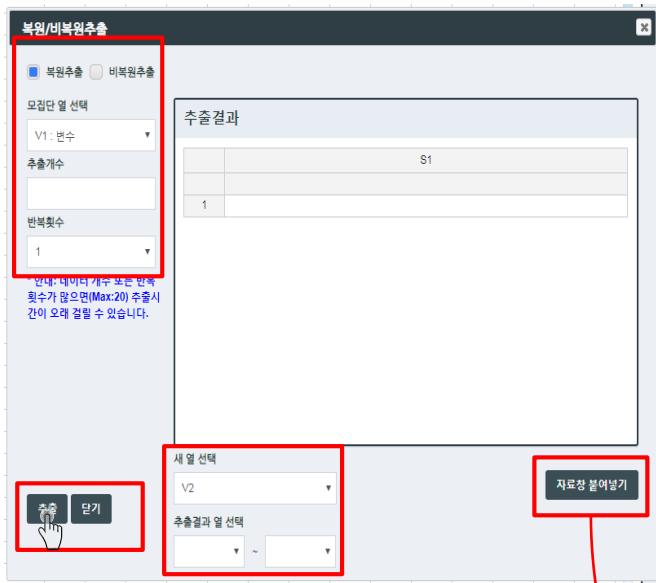 복원/비복원추출
복원추출 비복원추출
모집단 열 선택
V1 : 변수
추출개수
반복횟수
1
* 안내: 데이터 개수 또는 반복
횟수가 많으면(Max:20) 추출시
간이 오래 걸릴 수 있습니다.
추출결과
S1
1
새 열 선택
V2
추출결과 열 선택
~
추출 닫기
자료창 붙여넣기